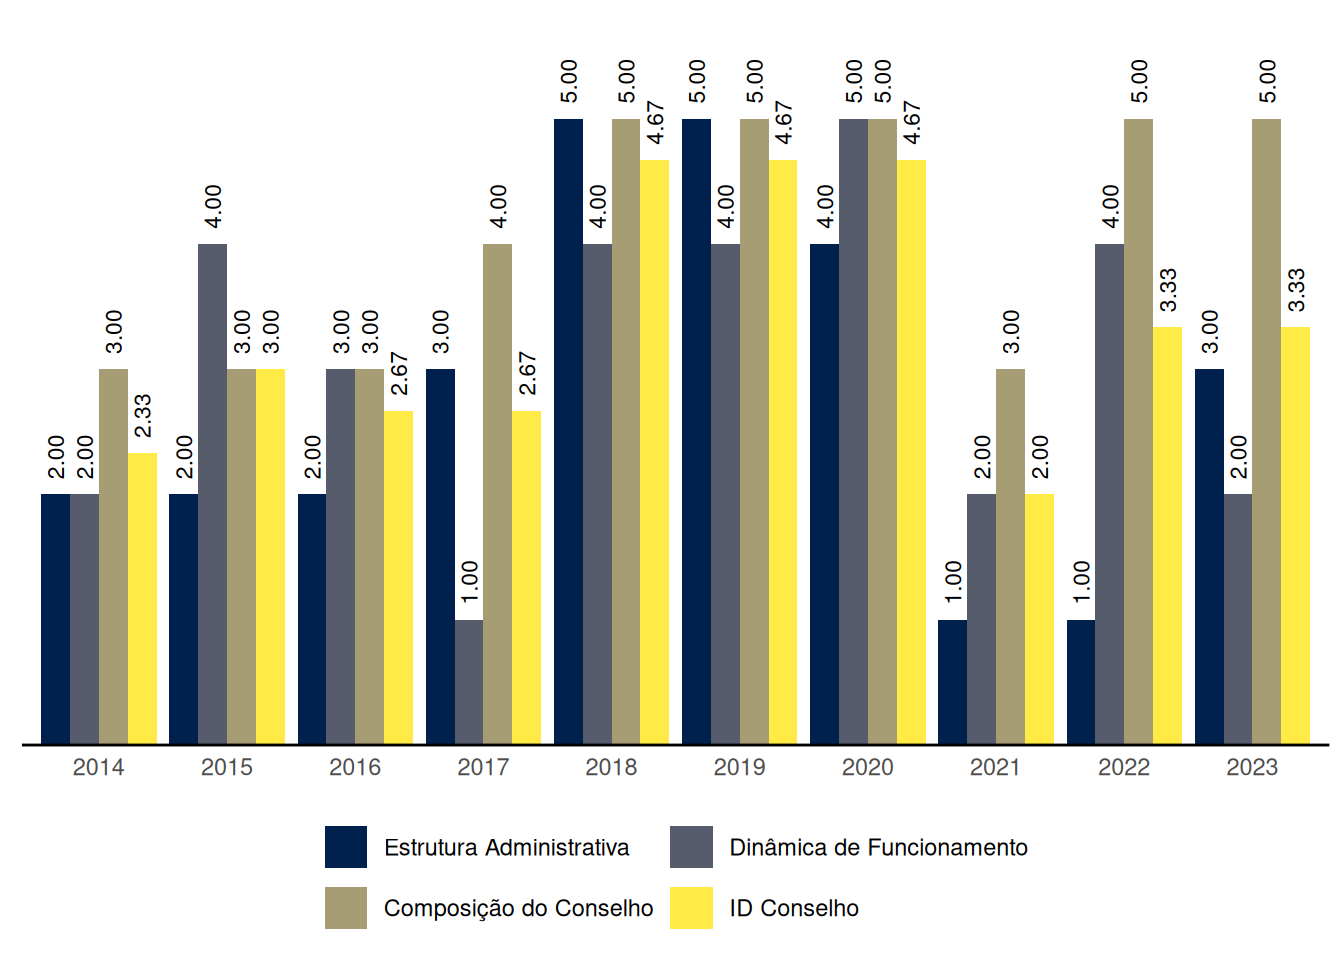 2.00 2.00 3.00 2.33
2.00 4.00 3.00 3.00
2.00 3.00 3.00 2.67
3.00 1.00 4.00 2.67
5.00 4.00 5.00 4.67
5.00 4.00 5.00 4.67
4.00 5.00 5.00 4.67
1.00 2.00 3.00 2.00
1.00 4.00 5.00 3.33
3.00 2.00 5.00 3.33
2014 2015 2016 2017 2018 2019 2020 2021 2022 2023
Estrutura Administrativa Dinâmica de Funcionamento
Composição do Conselho ID Conselho